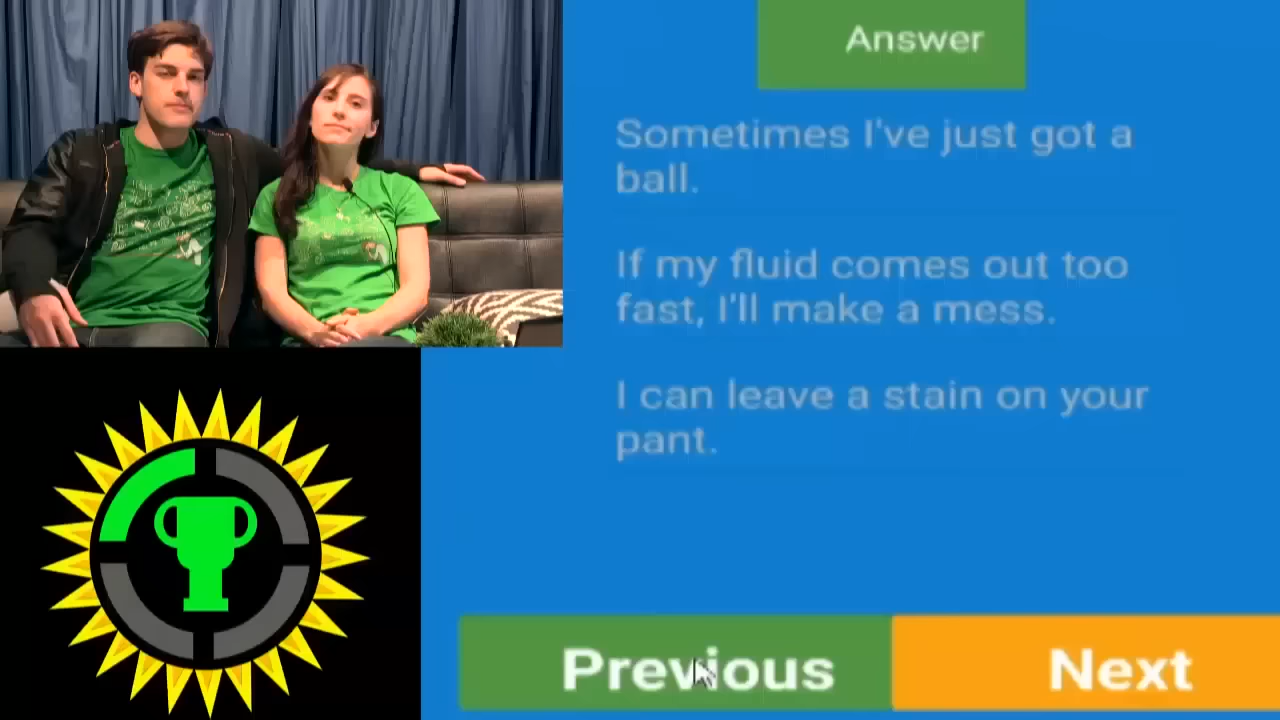 Answer
Sometimes I've just got a
ball.
If my fluid comes out too
fast, I'll make a mess.
I can leave a stain on your
pant.
Previous
Next